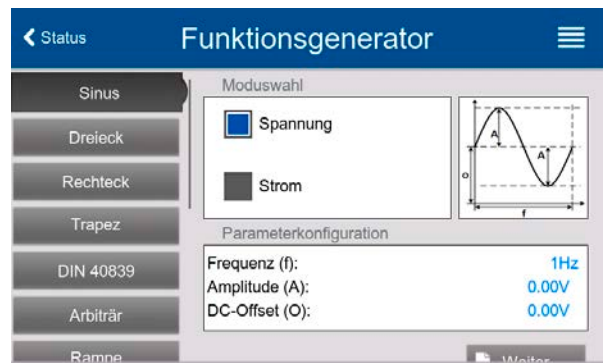 Status
Funktionsgenerator
Sinus
Dreieck
Rechteck
Trapez
DIN 40839
Arbiträr
Rampe
Moduswahl
Spannung
Strom
A
A
o
f
Parameterkonfiguration
Frequenz (f): 1Hz
Amplitude (A): 0.00V
DC-Offset (O): 0.00V
Weiter